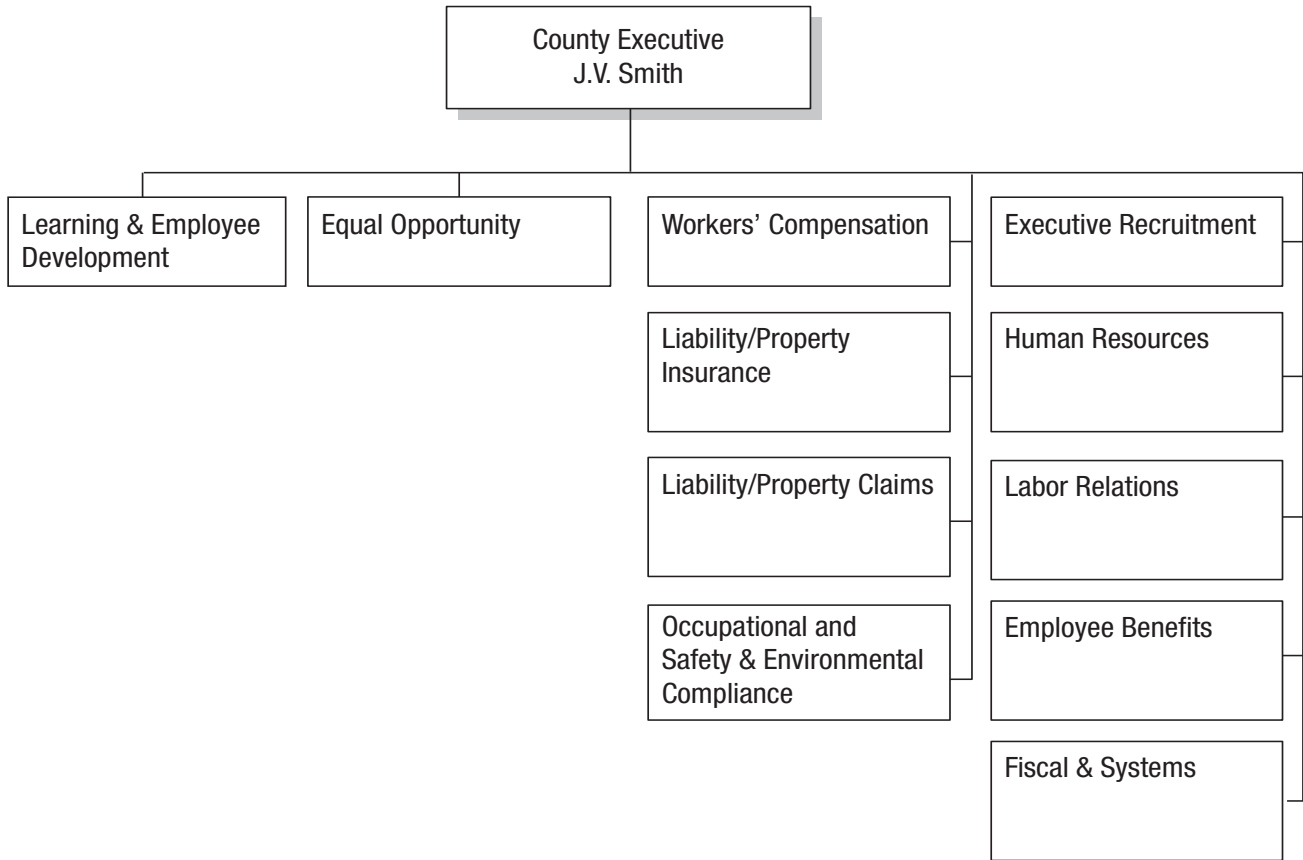 County Executive
J.V. Smith
Learning & Employee
Development
Equal Opportunity
Workers’ Compensation
Executive Recruitment
Liability/Property
Insurance
Human Resources
Liability/Property Claims
Labor Relations
Occupational and
Safety & Environmental
Compliance
Employee Benefits
Fiscal & Systems